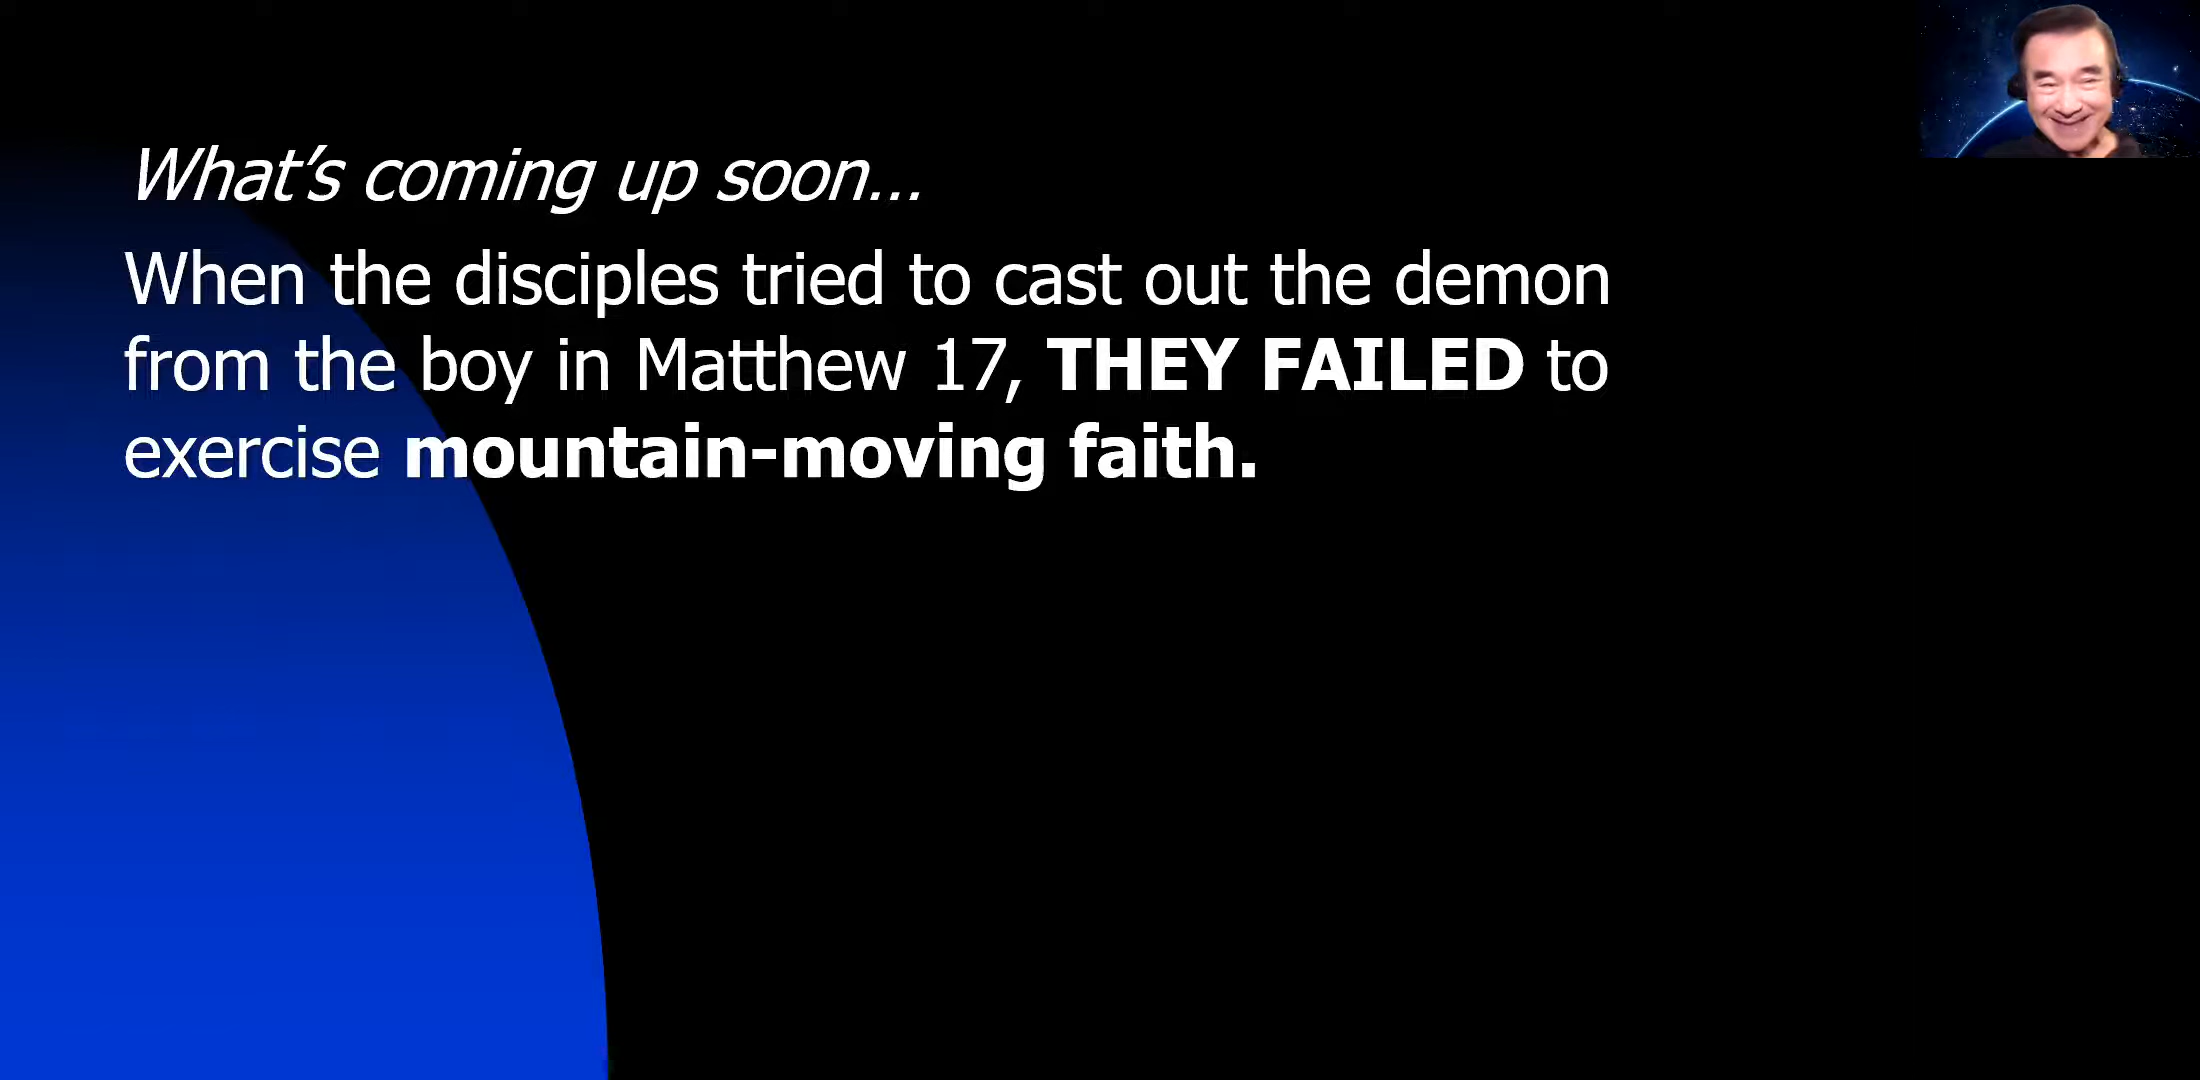 What’s coming up soon…
When the disciples tried to cast out the demon
from the boy in Matthew 17, THEY FAILED to
exercise mountain-moving faith.